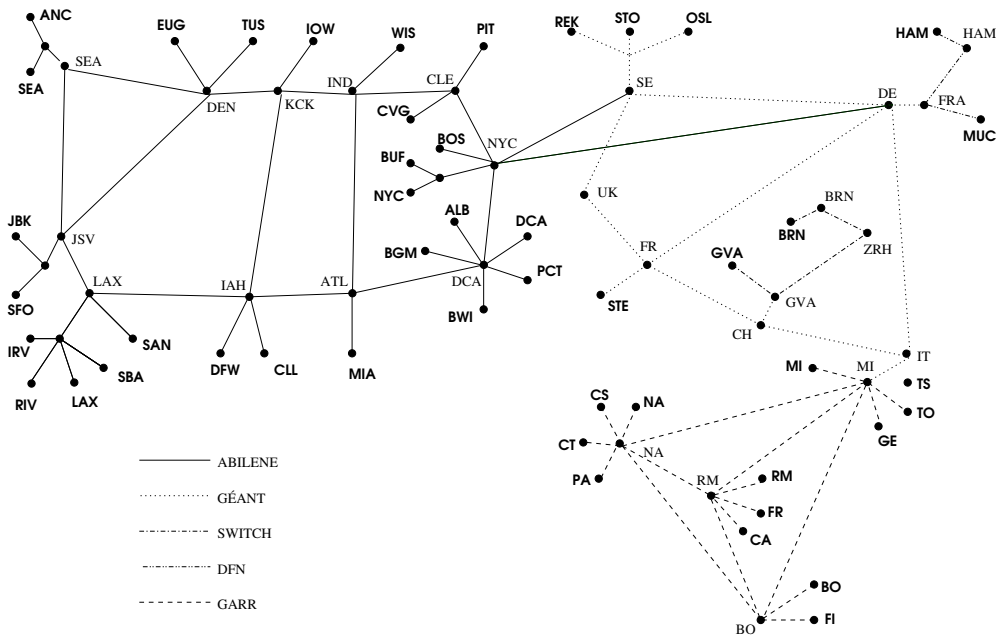 ANC
EUG
TUS
IOW
WIS
PIT
REK
STO
OSL
HAM
HAM
SEA
SEA
DEN
KCK
IND
CLE
CVG
SE
DE
FRA
MUC
BOS
NYC
BUF
NYC
UK
BRN
BRN
ZRH
JBK
JSV
ALB
DCA
BGM
DCA
PCT
BWI
FR
STE
GVA
GVA
CH
SFO
LAX
IAH
ATL
IRV
SAN
SBA
RIV
LAX
DFW
CLL
MIA
IT
MI
MI
TS
TO
GE
CS
NA
CT
NA
PA
RM
RM
FR
CA
BO
BO
FI
ABILENE
GÉANT
SWITCH
DFN
GARR